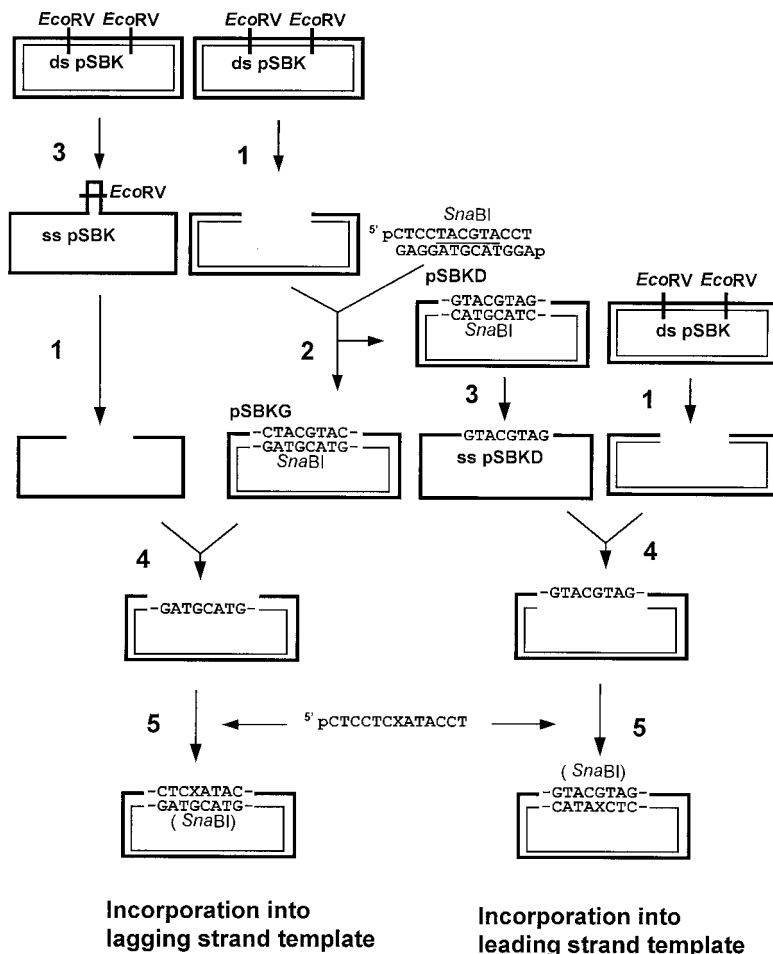 EcoRV EcoRV
ds pSBK
EcoRV EcoRV
ds pSBK
3
1
EcoRV
ss pSBK
SnaBI
5' pCTCCTACGTACCT
GAGGATGCATGGAp
pSBKD
-GTACGTAG-
-CATGCATC-
SnaBI
EcoRV EcoRV
ds pSBK
1
2
3
1
pSBKG
-CTACGTAC-
-GATGCATG-
SnaBI
GTACGTAG
ss pSBKD
4
4
-GATGCATG-
-GTACGTAG-
5
5' pCTCCTCXATACCT
5
-CTCXATAC-
-GATGCATG-
( SnaBI)
( SnaBI)
-GTACGTAG-
-CATAXCTC-
Incorporation into
lagging strand template
Incorporation into
leading strand template